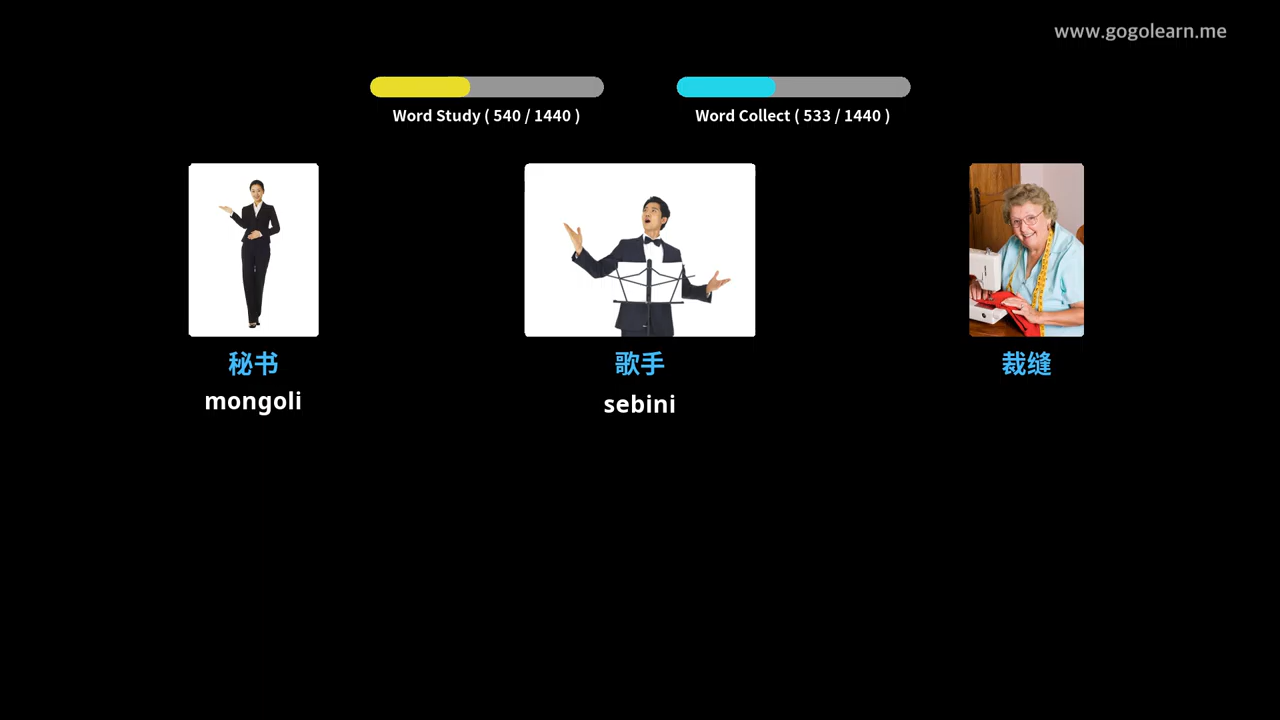 www.gogolearn.me
Word Study ( 540 / 1440 )
Word Collect ( 533 / 1440 )
秘书
歌手
裁缝
mongoli
sebini